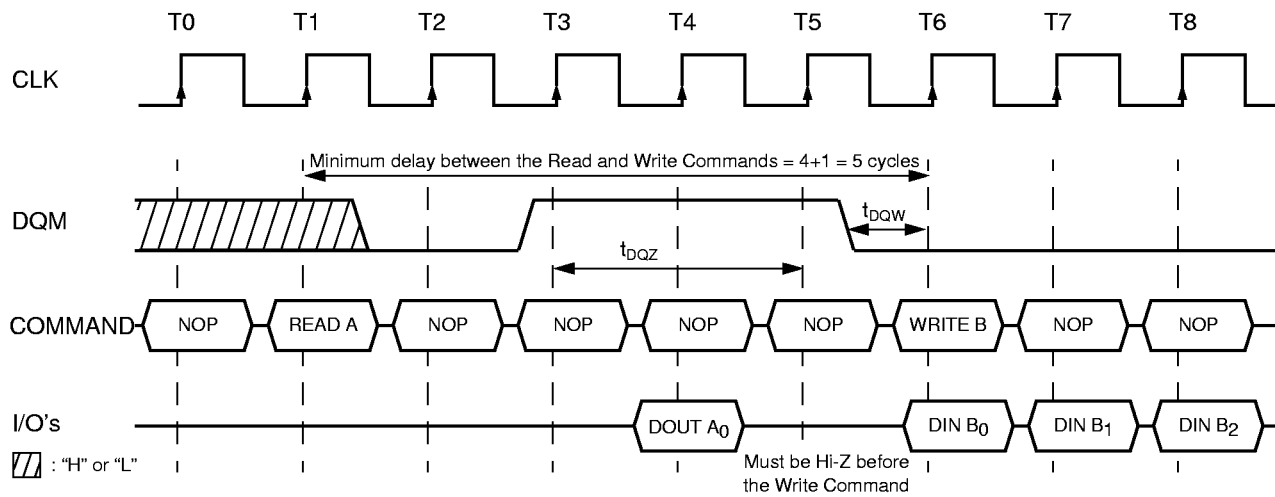 T0 T1 T2 T3 T4 T5 T6 T7 T8
CLK
Minimum delay between the Read and Write Commands = 4+1 = 5 cycles
DQM
tDQW
tDQZ
COMMAND NOP READ A NOP NOP NOP NOP WRITE B NOP NOP
I/O's DOUT A0 DIN B0 DIN B1 DIN B2
: “H” or “L”
Must be Hi-Z before
the Write Command